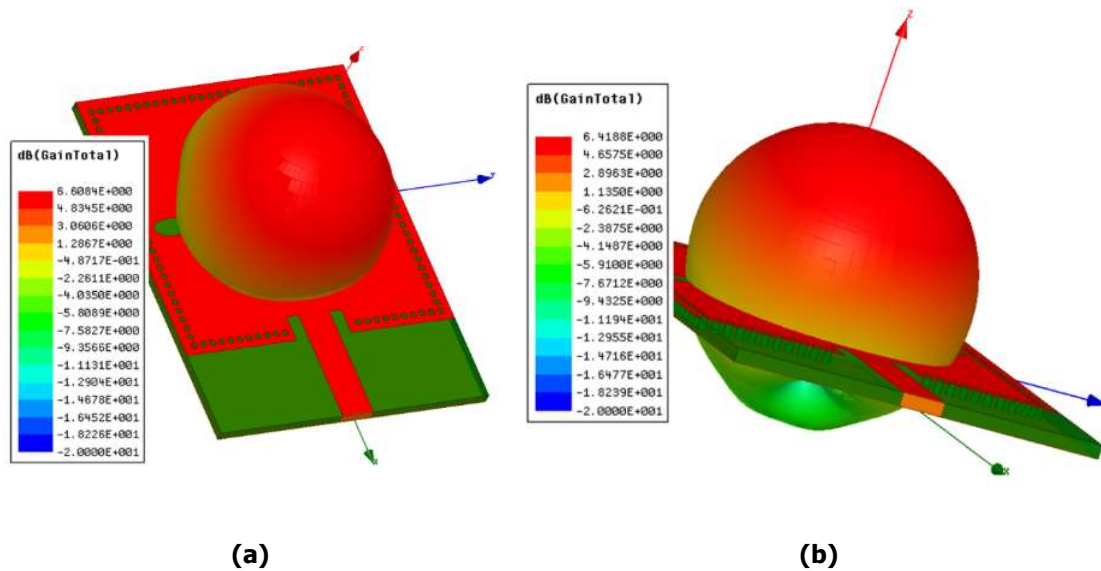 dB(GainTotal)
6.6084E+000
4.8345E+000
3.0606E+000
1.2867E+000
-4.8717E-001
-2.2611E+000
-4.0350E+000
-5.8089E+000
-7.5827E+000
-9.3566E+000
-1.1131E+001
-1.2904E+001
-1.4678E+001
-1.6452E+001
-1.8226E+001
-2.0000E+001
Z
Y
X
(a)
dB(GainTotal)
6.4188E+000
4.6575E+000
2.8963E+000
1.1350E+000
-6.2621E-001
-2.3875E+000
-4.1487E+000
-5.9100E+000
-7.6712E+000
-9.4325E+000
-1.1194E+001
-1.2955E+001
-1.4716E+001
-1.6477E+001
-1.8239E+001
-2.0000E+001
Z
X
(b)